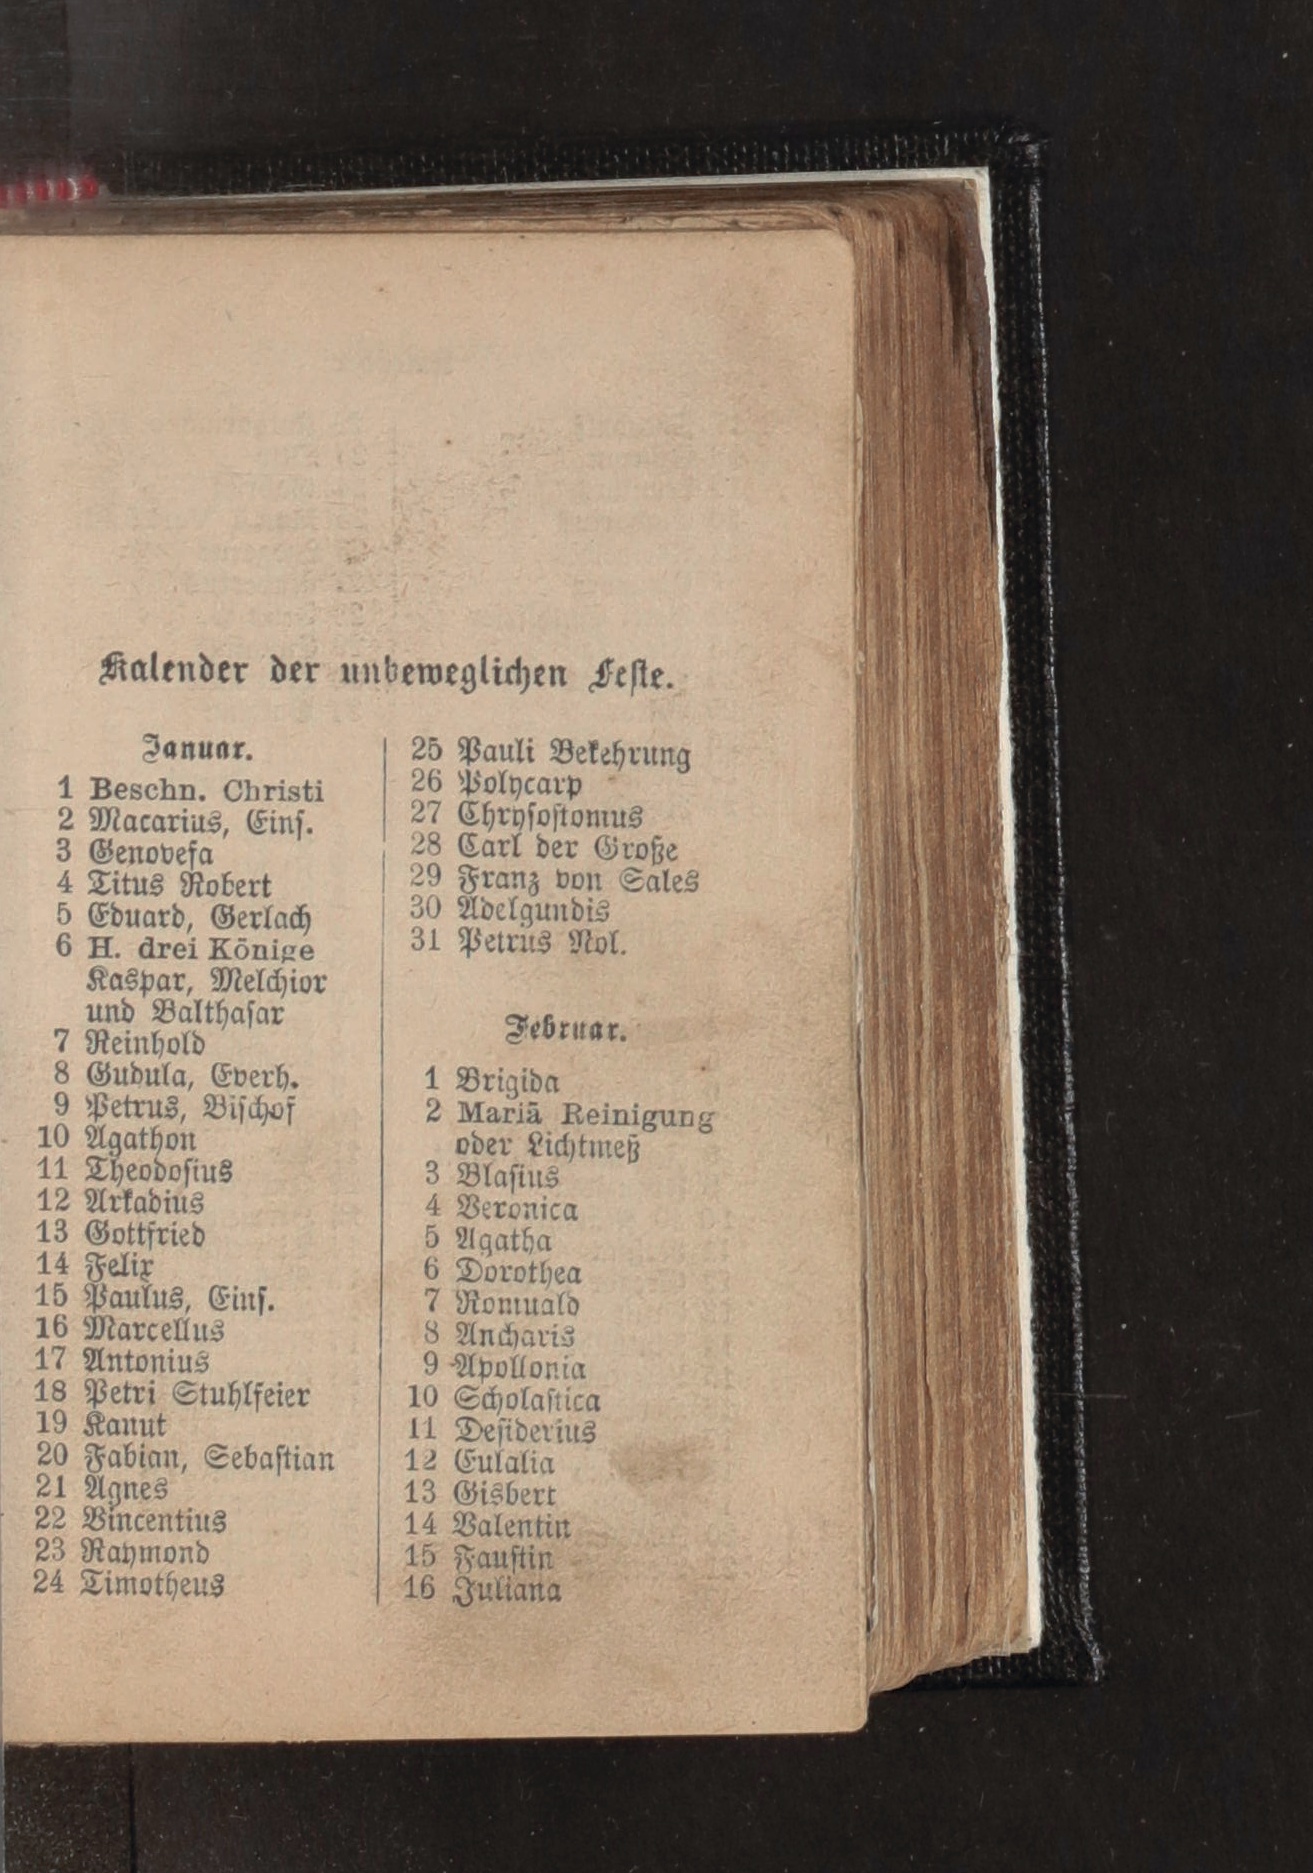 Kalender der unbeweglichen Feste.
Januar.
1 Beschn. Christi
2 Macarius, Eins.
3 Genovefa
4 Titus Robert
5 Eduard, Gerlach
6 H. drei Könige
Kaspar, Melchior
und Balthasar
7 Reinhold
8 Gudula, Everh.
9 Petrus, Bischof
10 Agathon
11 Theodosius
12 Arkadius
13 Gottfried
14 Felix
15 Paulus, Eins.
16 Marcellus
17 Antonius
18 Petri Stuhlfeier
19 Kanut
20 Fabian, Sebastian
21 Agnes
22 Vincentius
23 Raymond
24 Timotheus
25 Pauli Bekehrung
26 Polycarp
27 Chrysostomus
28 Carl der Große
29 Franz von Sales
30 Adelgundis
31 Petrus Nol.
Februar.
1 Brigida
2 Mariä Reinigung
oder Lichtmeß
3 Blasius
4 Veronica
5 Agatha
6 Dorothea
7 Romuald
8 Ancharis
9 Apollonia
10 Scholastica
11 Desiderius
12 Eulalia
13 Gisbert
14 Valentin
15 Faustin
16 Juliana